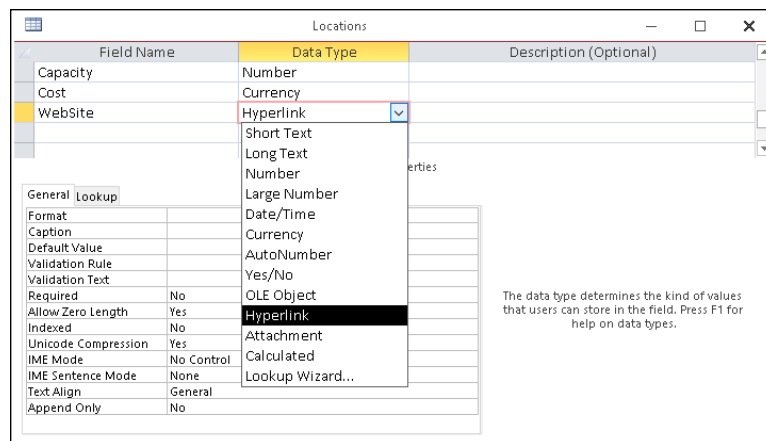 Locations
Field Name Data Type Description (Optional)
Capacity Number
Cost Currency
WebSite Hyperlink
Short Text
Long Text
erties
Number
General Lookup
Large Number
Format
Date/Time
Caption
Currency
Default Value
AutoNumber
Validation Rule
Yes/No
Validation Text
Required No OLE Object The data type determines the kind of values
Allow Zero Length Yes Hyperlink that users can store in the field. Press F1 for
Indexed No help on data types.
Attachment
Unicode Compression Yes
Calculated
IME Mode No Control
IME Sentence Mode None Lookup Wizard...
Text Align General
Append Only No